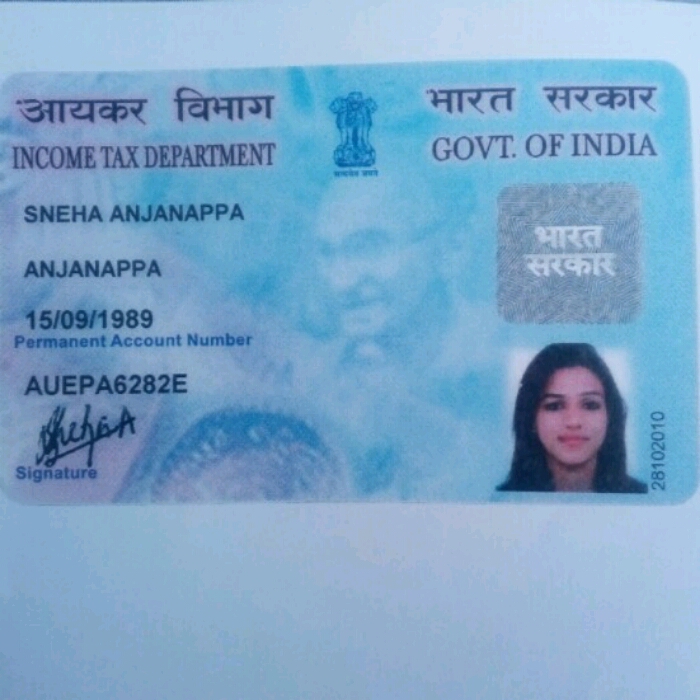 आयकर विभाग
भारत सरकार
INCOME TAX DEPARTMENT
GOVT. OF INDIA
सत्यमेव जयते
SNEHA ANJANAPPA
ANJANAPPA
15/09/1989
Permanent Account Number
AUEPA6282E
Signature
भारत
सरकार
28102010